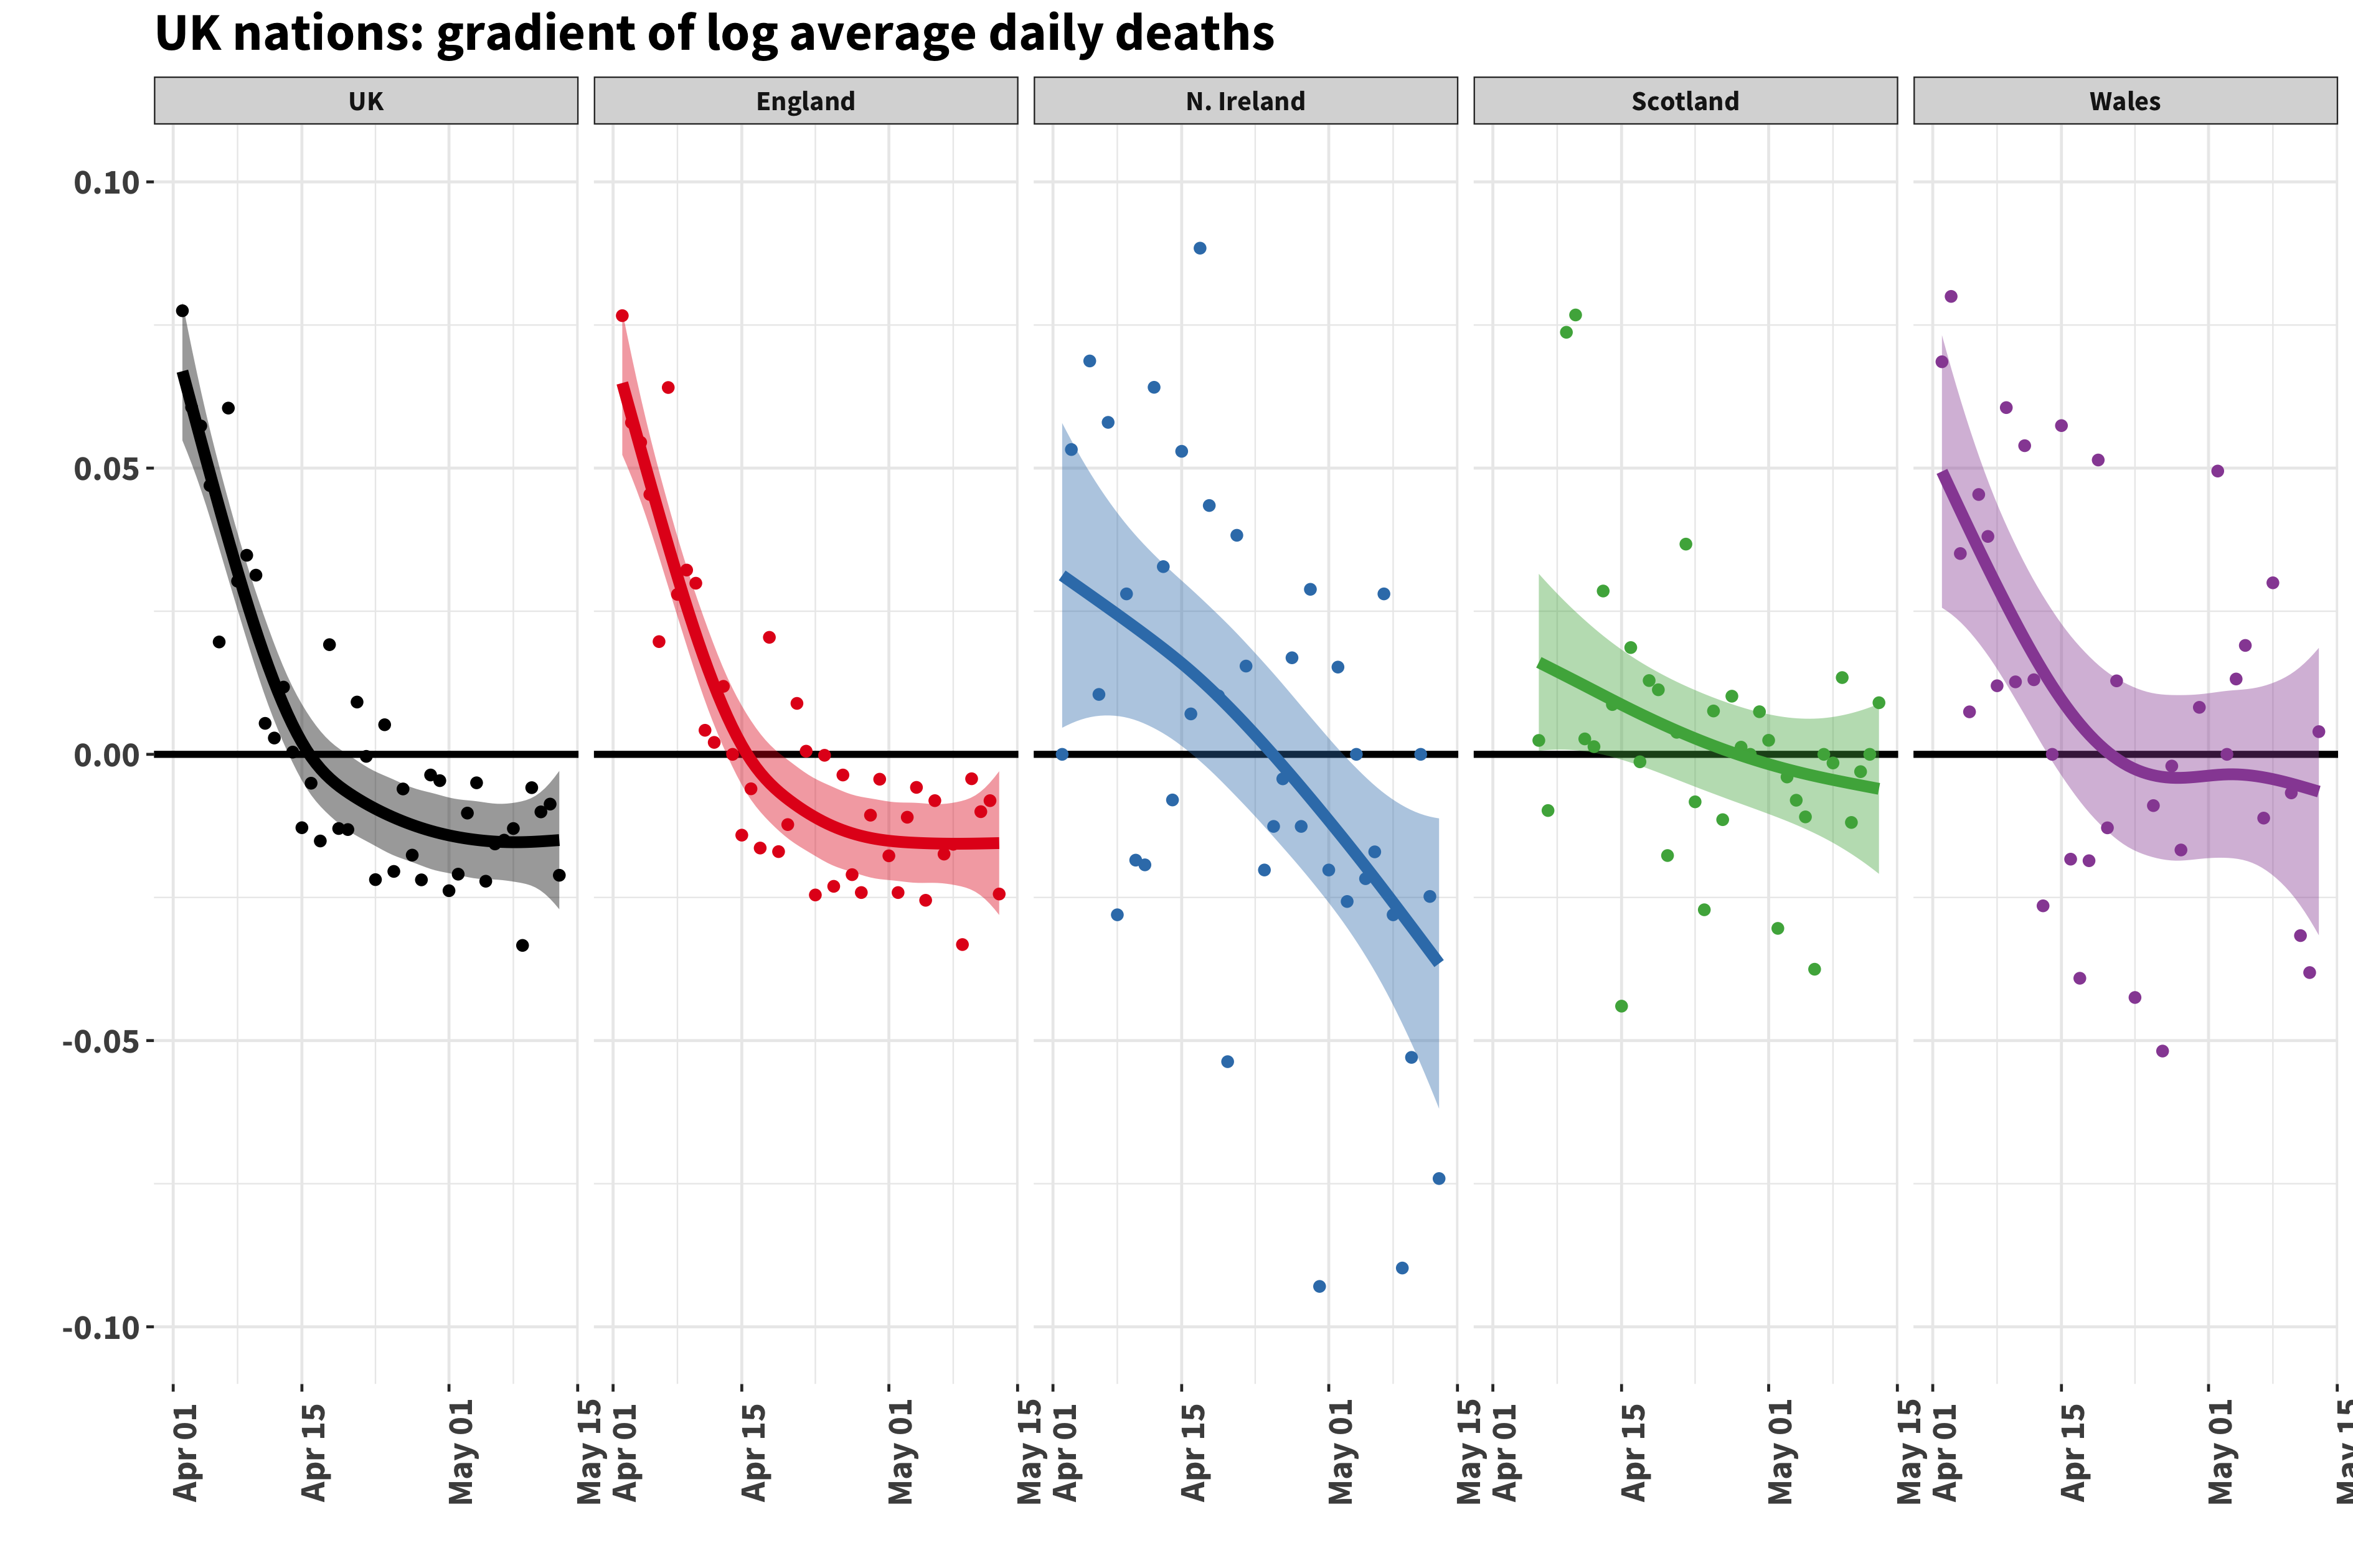 UK nations: gradient of log average daily deaths
UK
England
N. Ireland
Scotland
Wales
0.10
0.05
0.00
-0.05
-0.10
Apr 01
Apr 15
May 01
May 15
Apr 01
Apr 15
May 01
May 15
Apr 01
Apr 15
May 01
May 15
Apr 01
Apr 15
May 01
May 15
Apr 01
Apr 15
May 01
May 15